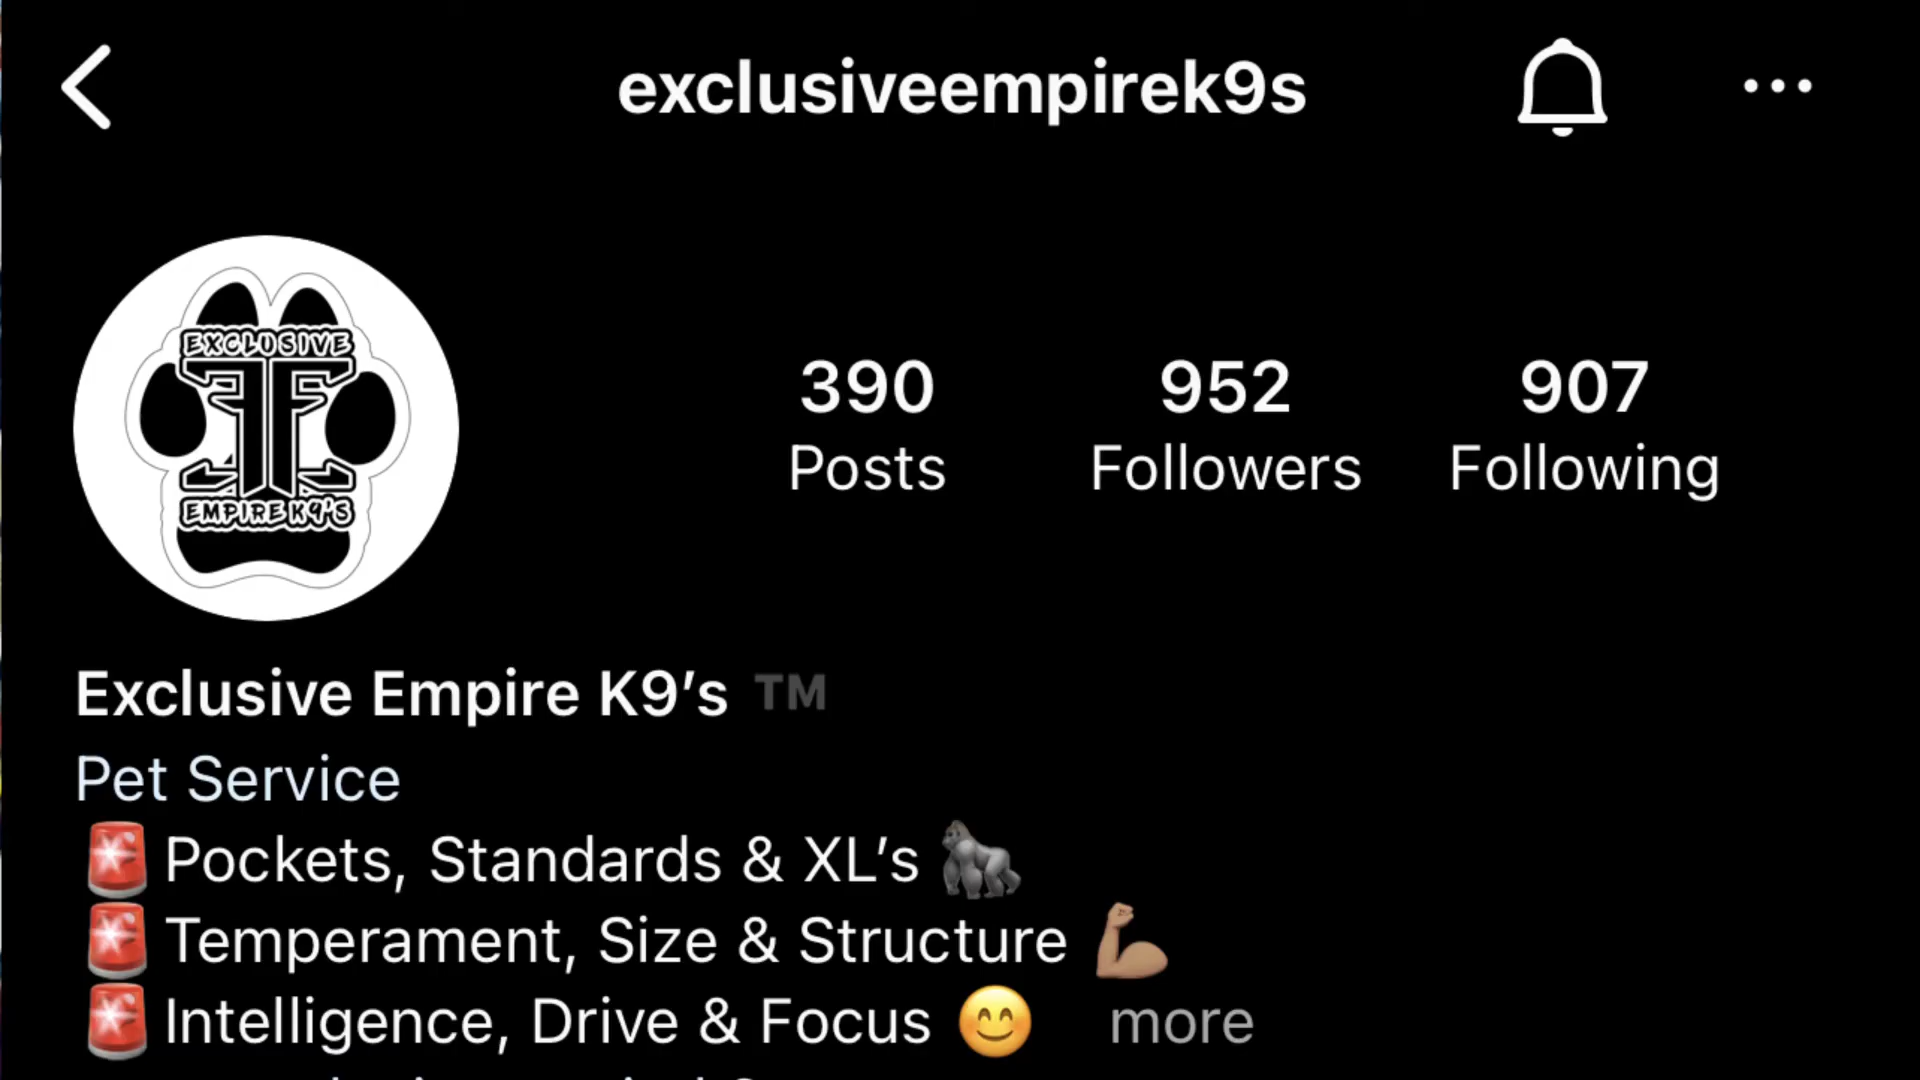 exclusiveempirek9s
EXCLUSIVE
EMPIRE K9'S
390
952
907
Posts
Followers
Following
Exclusive Empire K9’s ™️
Pet Service
🚨 Pockets, Standards & XL’s 🦍
🚨 Temperament, Size & Structure 💪🏽
🚨 Intelligence, Drive & Focus 😊 more